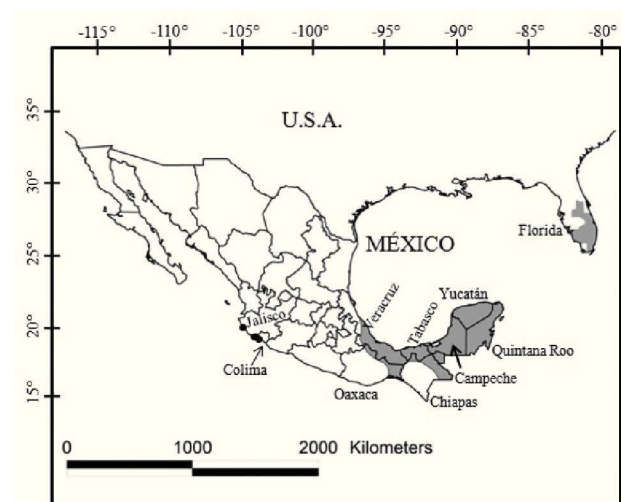 -115° -110° -105° -100° -95° -90° -85° -80°
35°
U.S.A.
30°
Florida
MÉXICO
25°
Veracruz
Yucatán
Tabasco
20°
Jalisco
Quintana Roo
Colima
Campeche
Oaxaca
Chiapas
15°
0 1000 2000 Kilometers